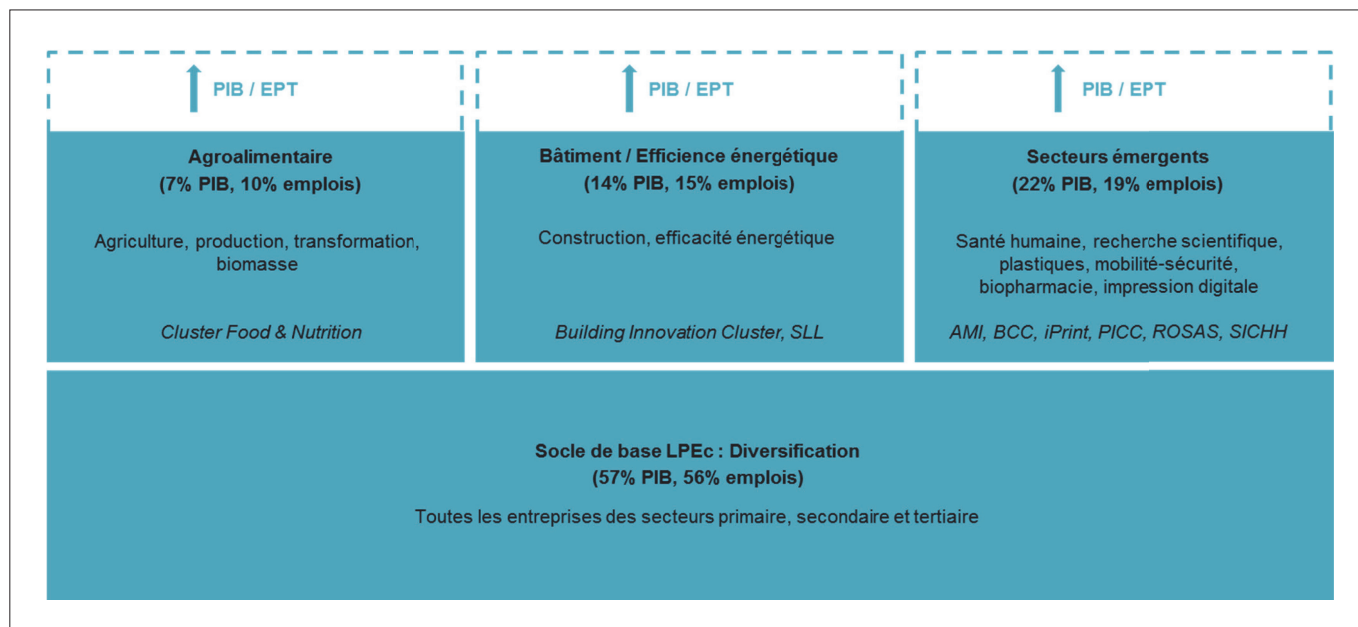 PIB / EPT
PIB / EPT
PIB / EPT
Agroalimentaire
(7% PIB, 10% emplois)
Agriculture, production, transformation,
biomasse
Cluster Food & Nutrition
Bâtiment / Efficience énergétique
(14% PIB, 15% emplois)
Construction, efficacité énergétique
Building Innovation Cluster, SLL
Secteurs émergents
(22% PIB, 19% emplois)
Santé humaine, recherche scientifique,
plastiques, mobilité-sécurité,
biopharmacie, impression digitale
AMI, BCC, iPrint, PICC, ROSAS, SICHH
Socle de base LPEc : Diversification
(57% PIB, 56% emplois)
Toutes les entreprises des secteurs primaire, secondaire et tertiaire